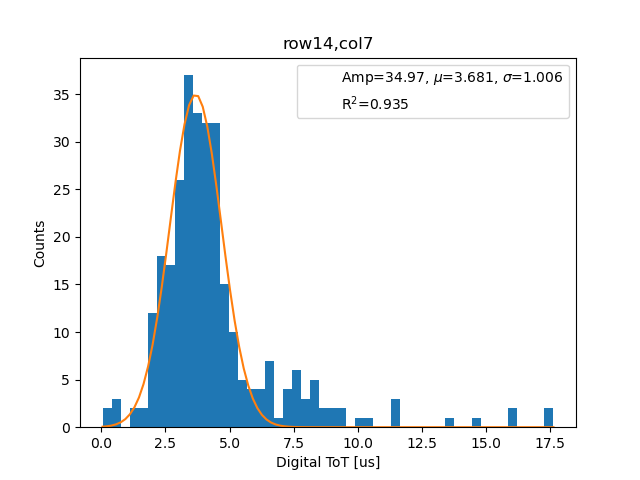 row14,col7
Amp=34.97, μ=3.681, σ=1.006
R²=0.935
Counts
35
30
25
20
15
10
5
0
0.0 2.5 5.0 7.5 10.0 12.5 15.0 17.5
Digital ToT [us]